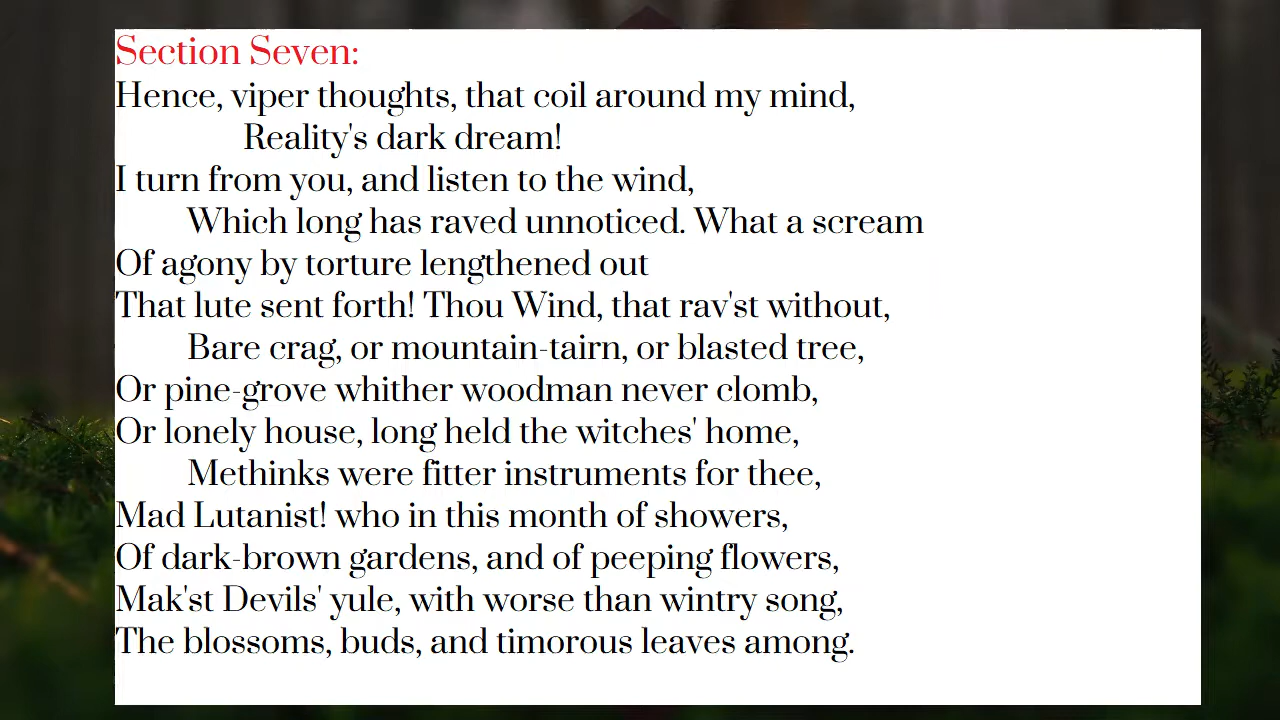 Section Seven:
Hence, viper thoughts, that coil around my mind,
Reality's dark dream!
I turn from you, and listen to the wind,
Which long has raved unnoticed. What a scream
Of agony by torture lengthened out
That lute sent forth! Thou Wind, that rav'st without,
Bare crag, or mountain-tairn, or blasted tree,
Or pine-grove whither woodman never clomb,
Or lonely house, long held the witches' home,
Methinks were fitter instruments for thee,
Mad Lutanist! who in this month of showers,
Of dark-brown gardens, and of peeping flowers,
Mak'st Devils' yule, with worse than wintry song,
The blossoms, buds, and timorous leaves among.